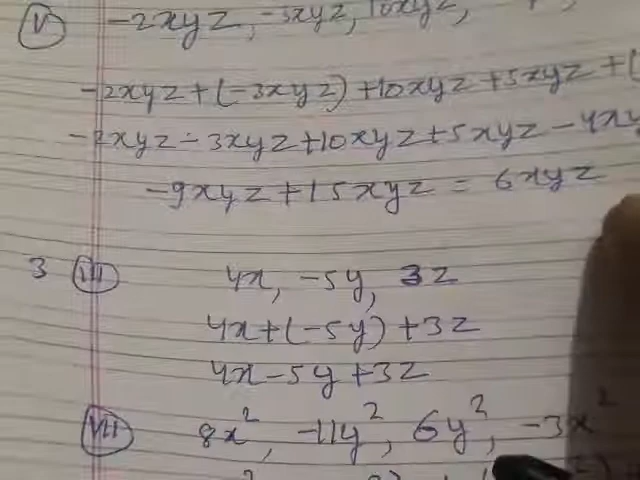 (V) -2xyz, -3xyz, 10xyz,
-2xyz + (-3xyz) + 10xyz + 5xyz + (
-2xyz - 3xyz + 10xyz + 5xyz - 4xy
-9xyz + 15xyz = 6xyz
3 (iii) 4x, -5y, 3z
4x + (-5y) + 3z
4x - 5y + 3z
(vii) 8x², -11y², 6y², -3x²